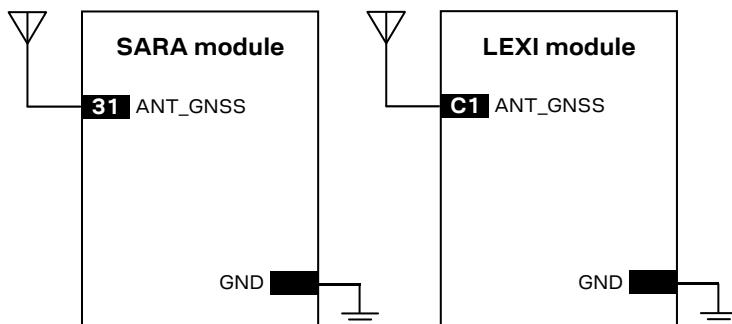 SARA module
31 ANT_GNSS
GND
LEXI module
C1 ANT_GNSS
GND